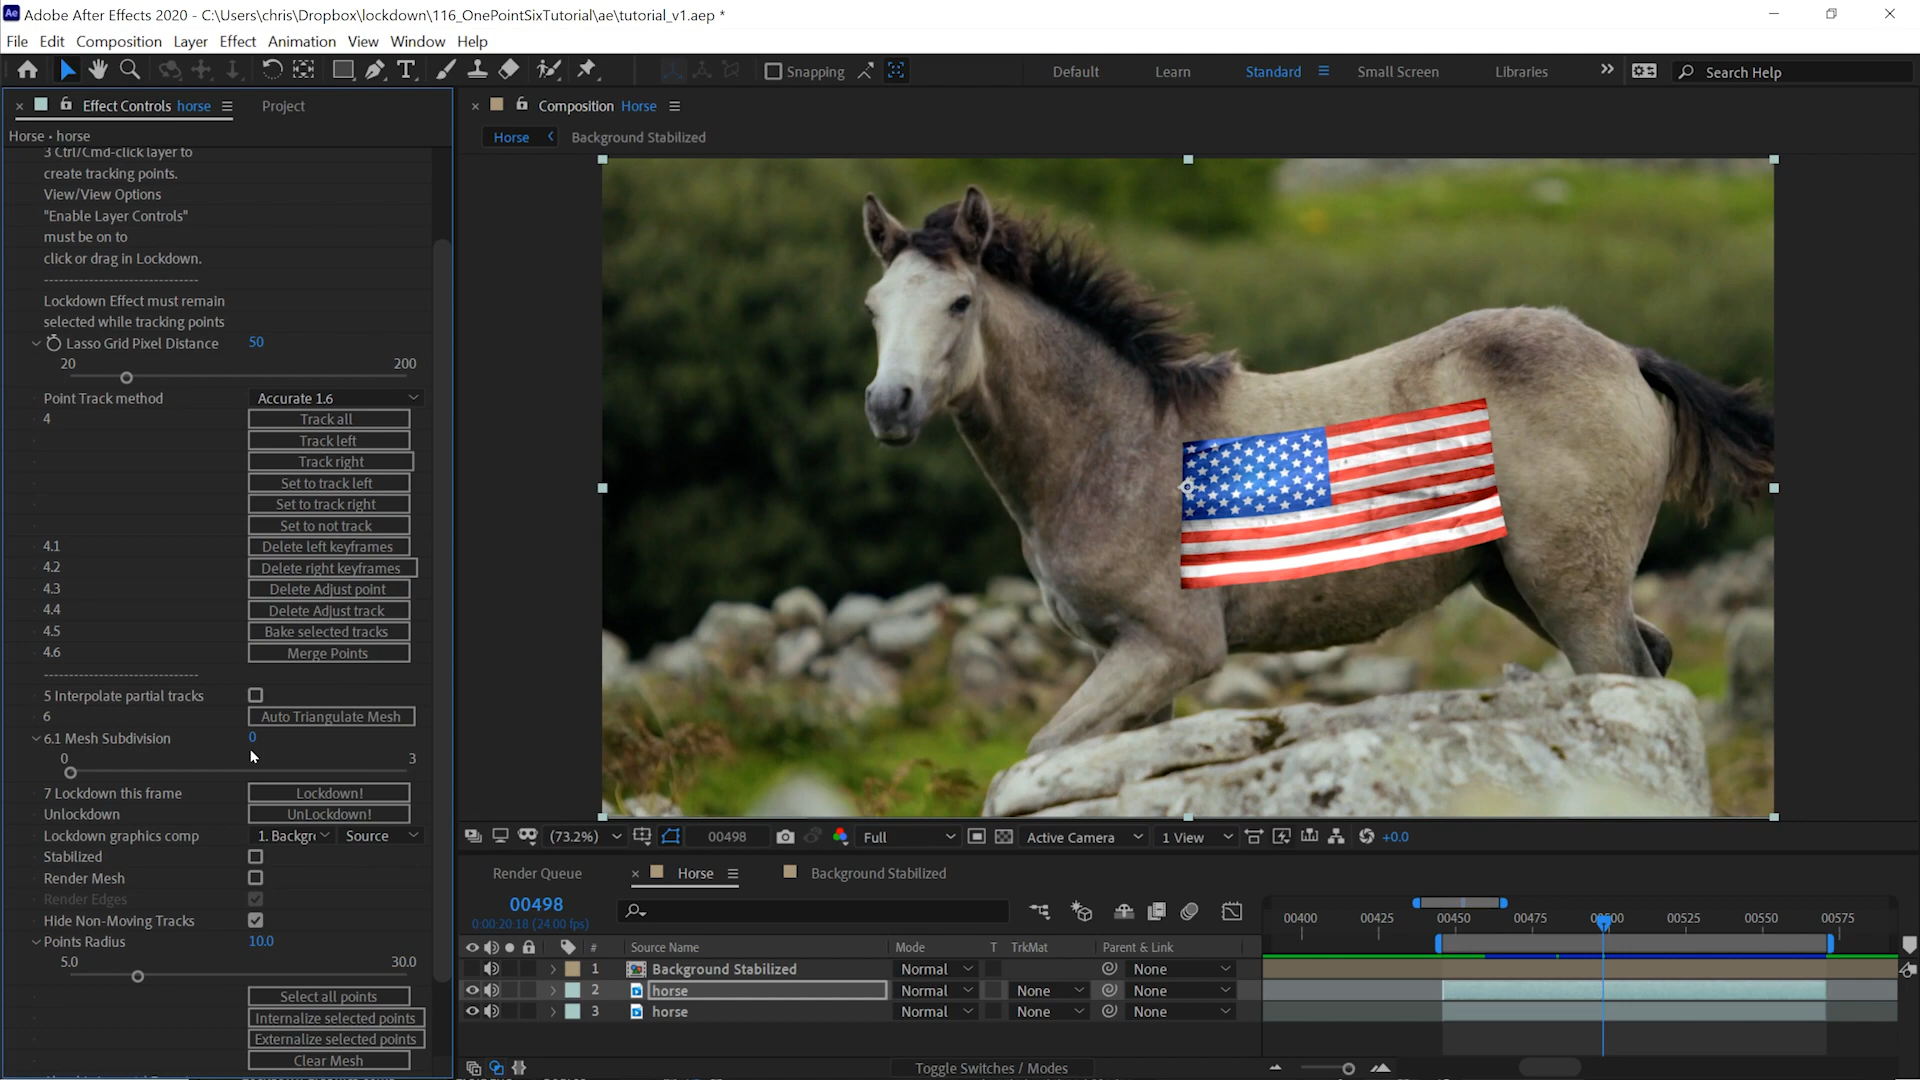 Adobe After Effects 2020 - C:\Users\chris\Dropbox\lockdown\116_OnePointSixTutorial\ae\tutorial_v1.aep *
File Edit Composition Layer Effect Animation View Window Help
Snapping
Default Learn Standard Small Screen Libraries Search Help
Effect Controls horse Project
Horse • horse
3 Ctrl/Cmd-click layer to
create tracking points.
View/View Options
"Enable Layer Controls"
must be on to
click or drag in Lockdown.
------------------------------
Lockdown Effect must remain
selected while tracking points
Lasso Grid Pixel Distance 50
20 200
Point Track method Accurate 1.6
4 Track all
Track left
Track right
Set to track left
Set to track right
Set to not track
4.1 Delete left keyframes
4.2 Delete right keyframes
4.3 Delete Adjust point
4.4 Delete Adjust track
4.5 Bake selected tracks
4.6 Merge Points
------------------------------
5 Interpolate partial tracks
6 Auto Triangulate Mesh
6.1 Mesh Subdivision 0
0 3
7 Lockdown this frame Lockdown!
Unlockdown UnLockdown!
Lockdown graphics comp 1. Backgr Source
Stabilized
Render Mesh
Render Edges
Hide Non-Moving Tracks
Points Radius 10.0
5.0 30.0
Select all points
Internalize selected points
Externalize selected points
Clear Mesh
Composition Horse
Horse Background Stabilized
(73.2%) 00498 Full Active Camera 1 View +0.0
Render Queue Horse Background Stabilized
00498
0:00:20:18 (24.00 fps)
00400 00425 00450 00475 00500 00525 00550 00575
# Source Name Mode T TrkMat Parent & Link
1 Background Stabilized Normal None
2 horse Normal None None
3 horse Normal None None
Toggle Switches / Modes